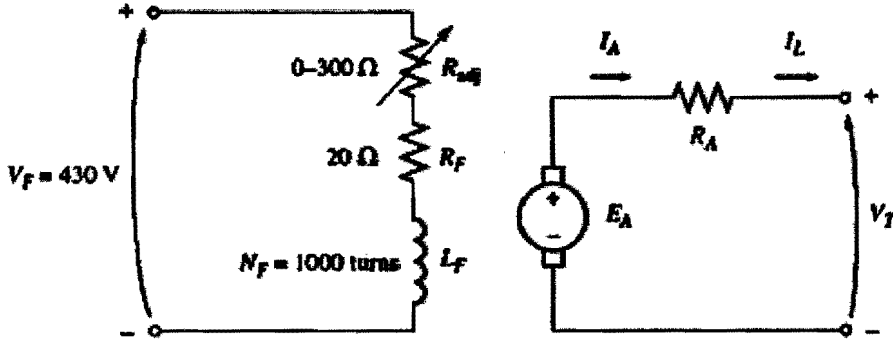 +
0–300 Ω R_adj
20 Ω R_F
V_F = 430 V
N_F = 1000 turns L_F
–
I_A I_L
+
R_A
+
–
E_A
V_T
–